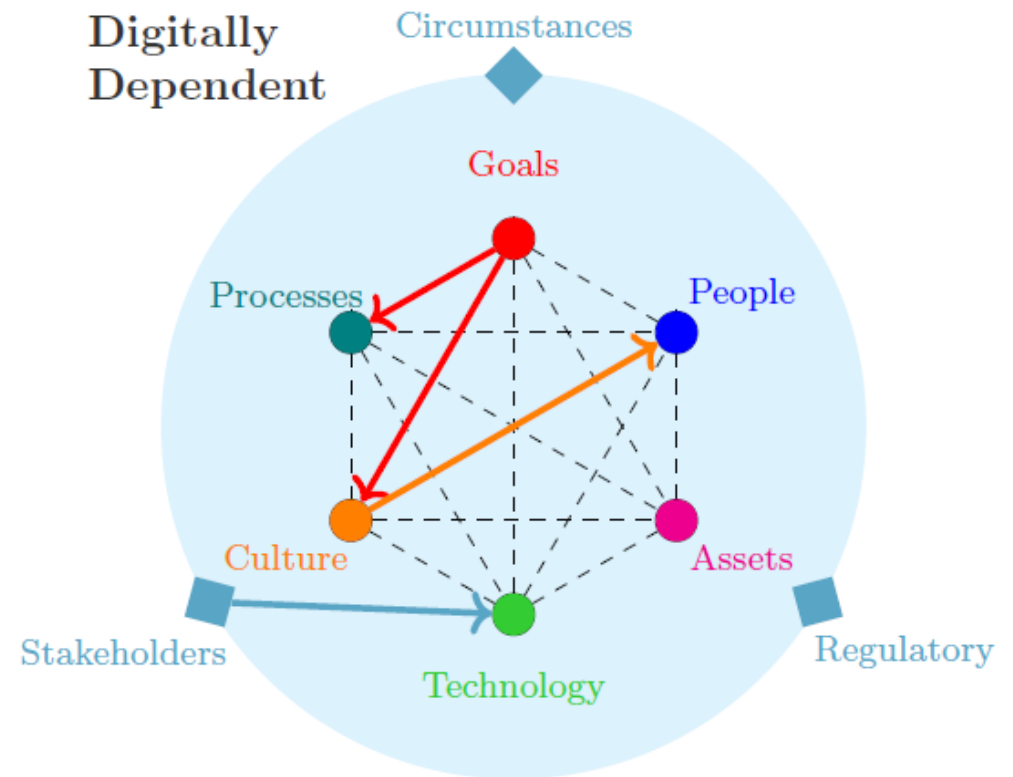 Digitally
Dependent
Circumstances
Goals
Processes
People
Culture
Assets
Stakeholders
Regulatory
Technology